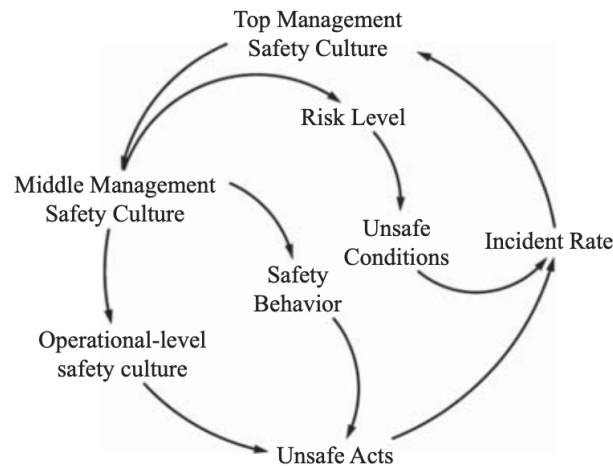 Top Management
Safety Culture
Risk Level
Middle Management
Safety Culture
Unsafe
Conditions
Incident Rate
Safety
Behavior
Operational-level
safety culture
Unsafe Acts